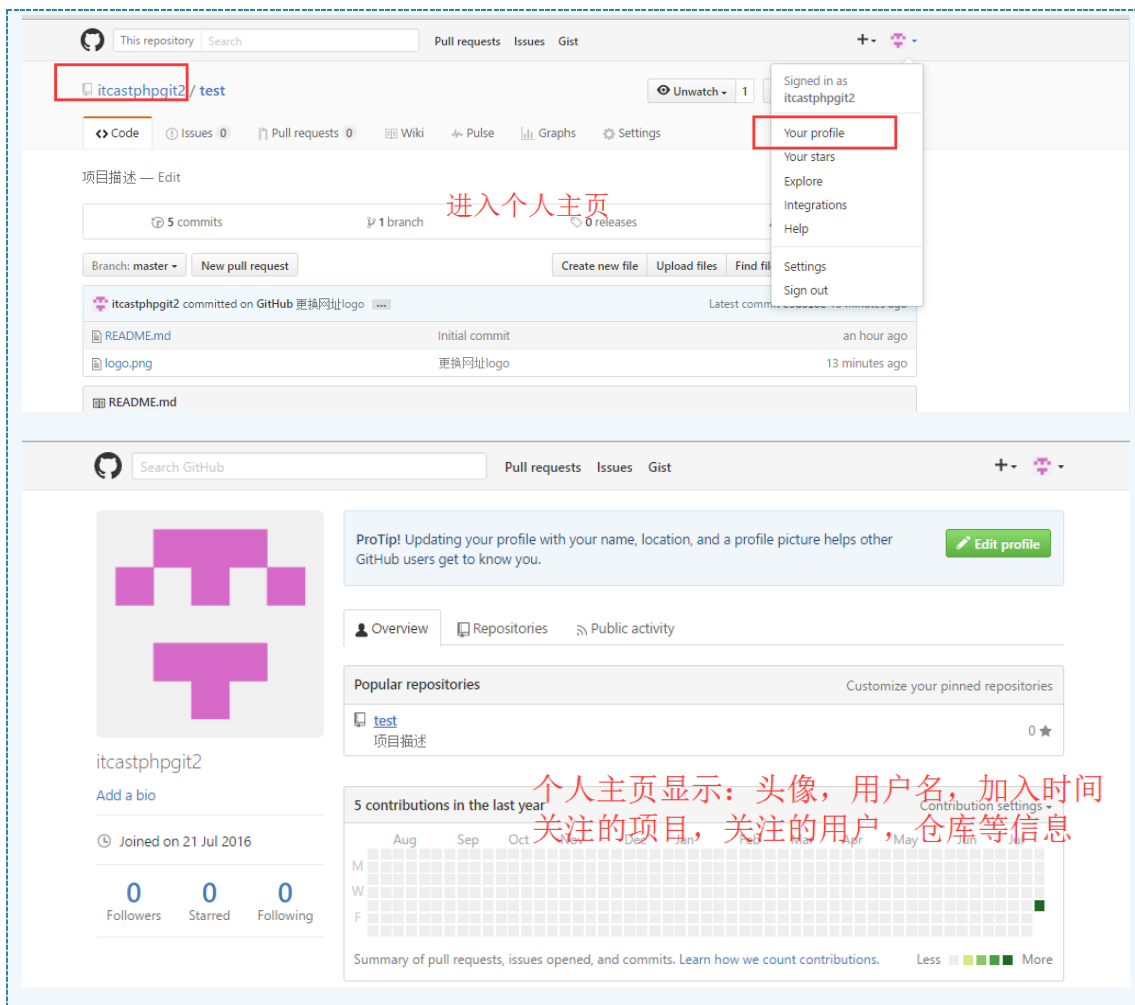 This repository Search Pull requests Issues Gist
Signed in as
itcastphpgit2
Your profile
Your stars
Explore
Integrations
Help
Settings
Sign out
itcastphpgit2 / test
Unwatch 1
Code Issues 0 Pull requests 0 Wiki Pulse Graphs Settings
项目描述 — Edit
进入个人主页
5 commits 1 branch 0 releases
Branch: master New pull request Create new file Upload files Find fil
itcastphpgit2 committed on GitHub 更换网址logo ... Latest comm
README.md Initial commit an hour ago
logo.png 更换网址logo 13 minutes ago
README.md
Search GitHub Pull requests Issues Gist
ProTip! Updating your profile with your name, location, and a profile picture helps other
GitHub users get to know you.
Edit profile
Overview Repositories Public activity
Popular repositories Customize your pinned repositories
test
项目描述
0
itcastphpgit2
Add a bio
Joined on 21 Jul 2016
0 0 0
Followers Starred Following
个人主页显示：头像，用户名，加入时间
关注的项目，关注的用户，仓库等信息
5 contributions in the last year Contribution settings
Aug Sep Oct Nov Dec Jan Feb Mar Apr May Jun Jul
M
W
F
Summary of pull requests, issues opened, and commits. Learn how we count contributions. Less More